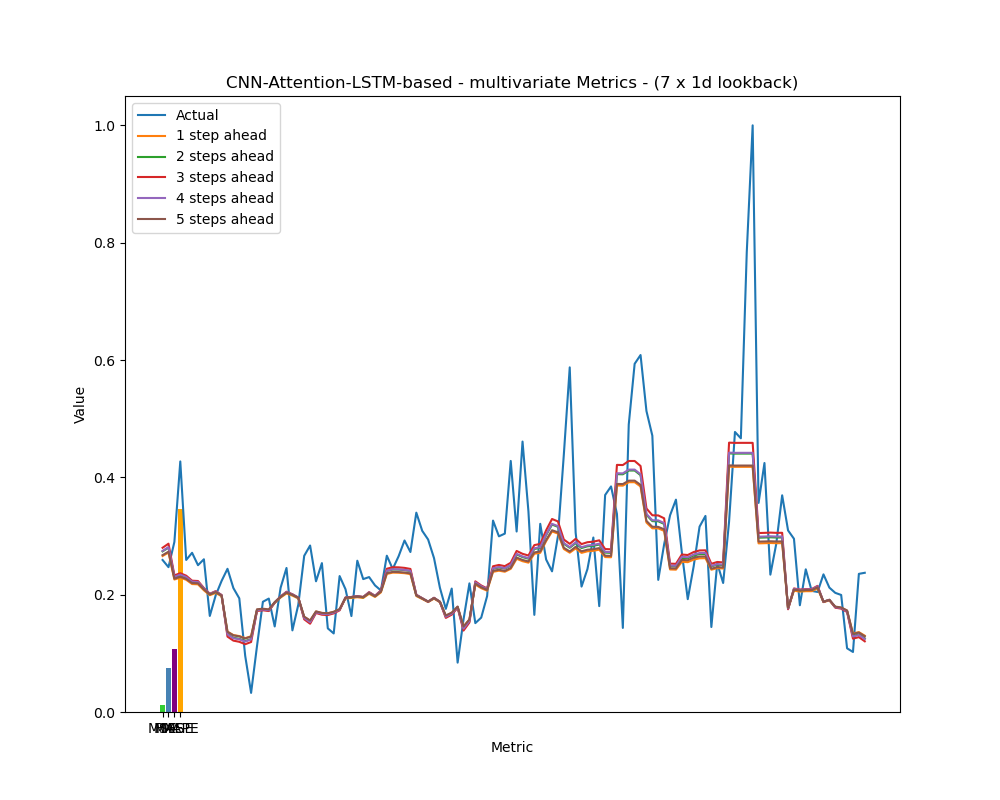 CNN-Attention-LSTM-based - multivariate Metrics - (7 x 1d lookback)
Actual
1 step ahead
2 steps ahead
3 steps ahead
4 steps ahead
5 steps ahead
1.0
0.8
0.6
0.4
0.2
0.0
Value
Metric